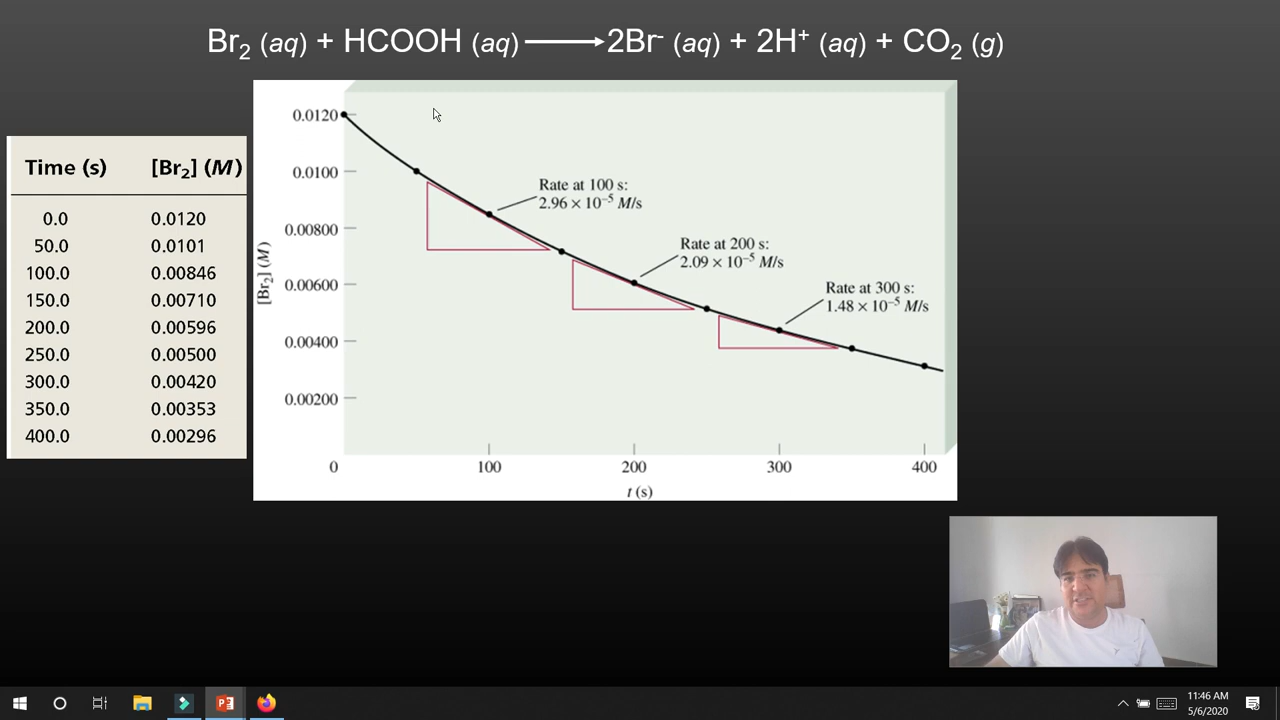 Br₂ (aq) + HCOOH (aq) ⟶ 2Br⁻ (aq) + 2H⁺ (aq) + CO₂ (g)
Time (s) [Br₂] (M)
0.0 0.0120
50.0 0.0101
100.0 0.00846
150.0 0.00710
200.0 0.00596
250.0 0.00500
300.0 0.00420
350.0 0.00353
400.0 0.00296
[Br₂] (M)
0.0120
0.0100
0.00800
0.00600
0.00400
0.00200
0 100 200 300 400
t (s)
Rate at 100 s:
2.96 × 10⁻⁵ M/s
Rate at 200 s:
2.09 × 10⁻⁵ M/s
Rate at 300 s:
1.48 × 10⁻⁵ M/s
11:46 AM
5/6/2020